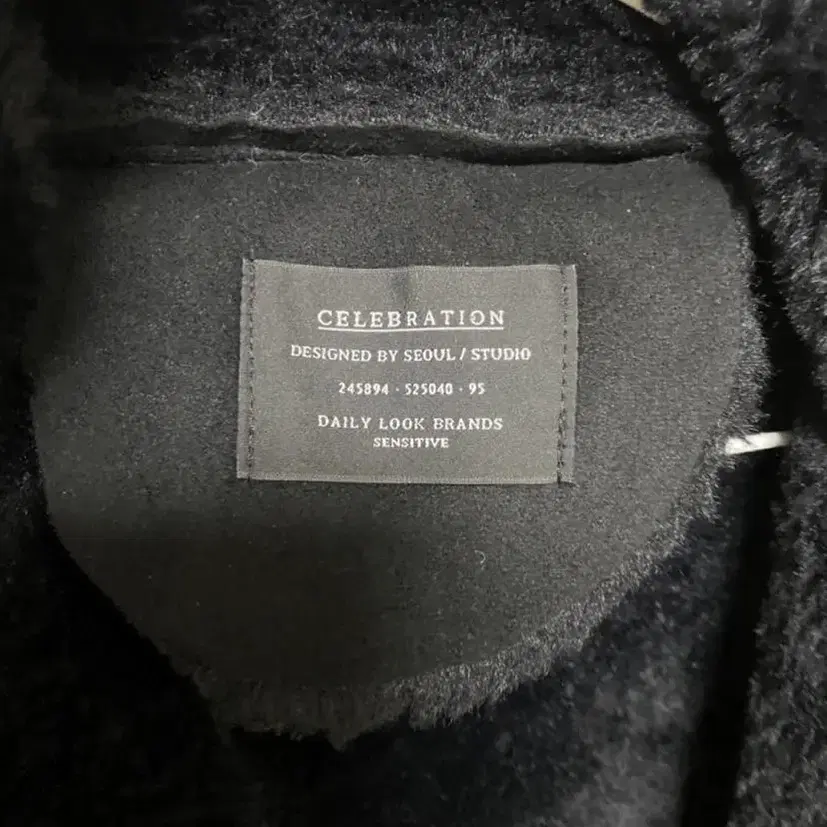 CELEBRATION
DESIGNED BY SEOUL / STUDIO
245894 · 525040 · 95
DAILY LOOK BRANDS
SENSITIVE